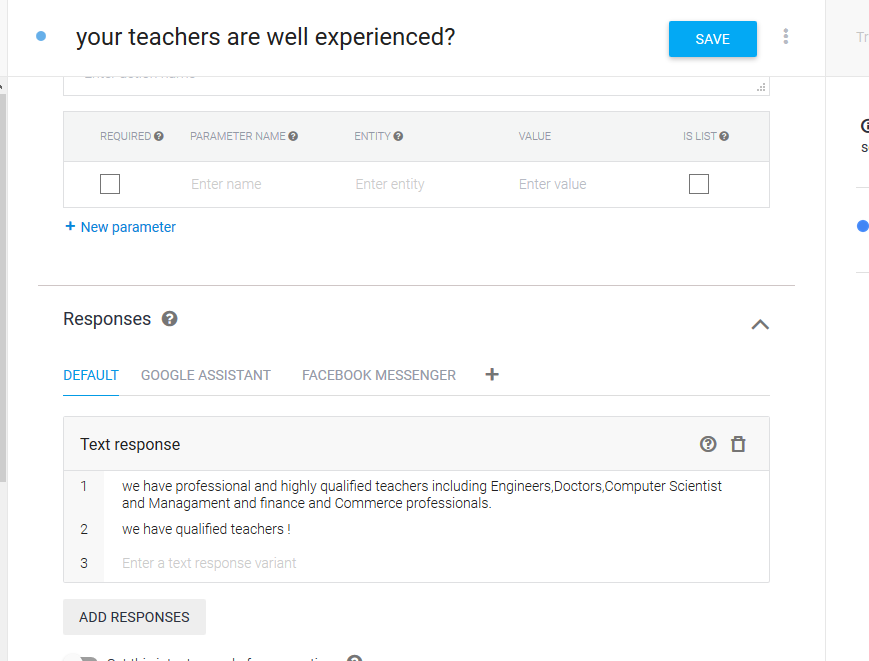 your teachers are well experienced?
SAVE
Tr
Enter action name
REQUIRED
PARAMETER NAME
ENTITY
VALUE
IS LIST
Enter name
Enter entity
Enter value
+ New parameter
Responses
DEFAULT
GOOGLE ASSISTANT
FACEBOOK MESSENGER
+
Text response
1 we have professional and highly qualified teachers including Engineers,Doctors,Computer Scientist
and Managament and finance and Commerce professionals.
2 we have qualified teachers !
3 Enter a text response variant
ADD RESPONSES